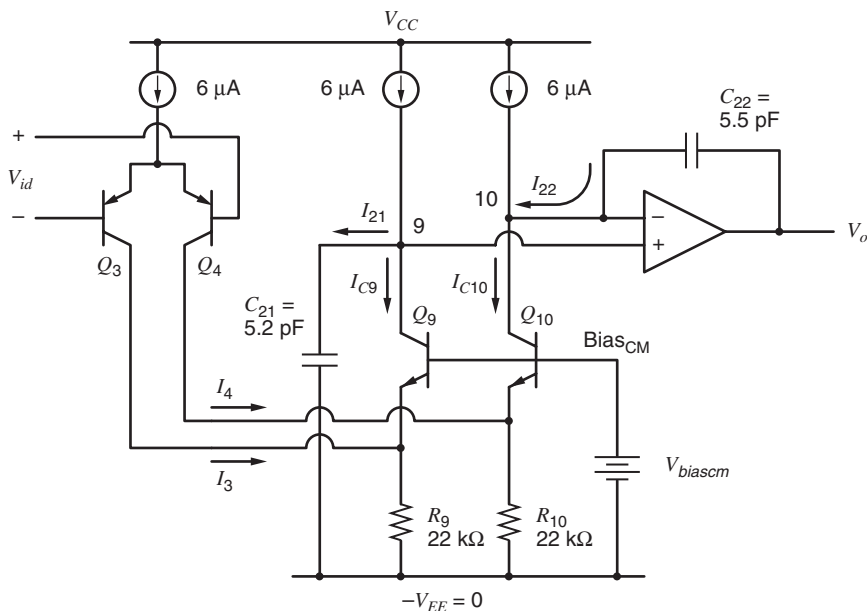 V_CC
6 μA
6 μA
6 μA
C_22 =
5.5 pF
+
V_id
−
I_22
10
I_21
9
−
+
V_o
Q_3
Q_4
I_C9
I_C10
C_21 =
5.2 pF
Q_9
Q_10
Bias_CM
I_4
I_3
V_biascm
R_9
22 kΩ
R_10
22 kΩ
−V_EE = 0